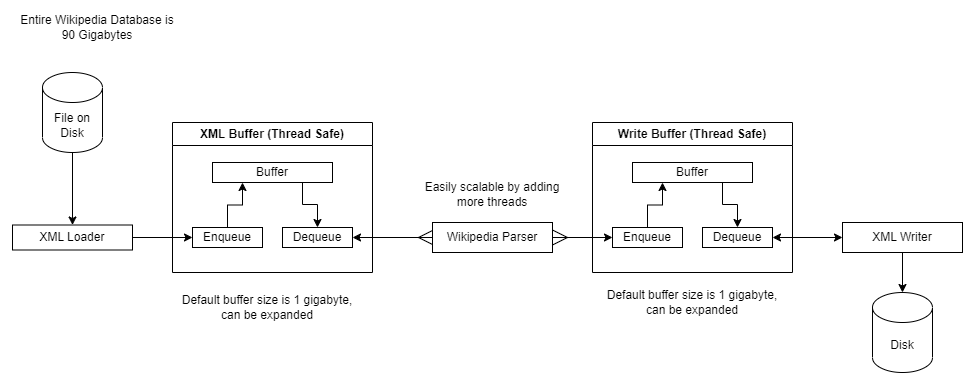 Entire Wikipedia Database is
90 Gigabytes
File on
Disk
XML Loader
XML Buffer (Thread Safe)
Buffer
Enqueue
Dequeue
Default buffer size is 1 gigabyte,
can be expanded
Easily scalable by adding
more threads
Wikipedia Parser
Write Buffer (Thread Safe)
Buffer
Enqueue
Dequeue
Default buffer size is 1 gigabyte,
can be expanded
XML Writer
Disk